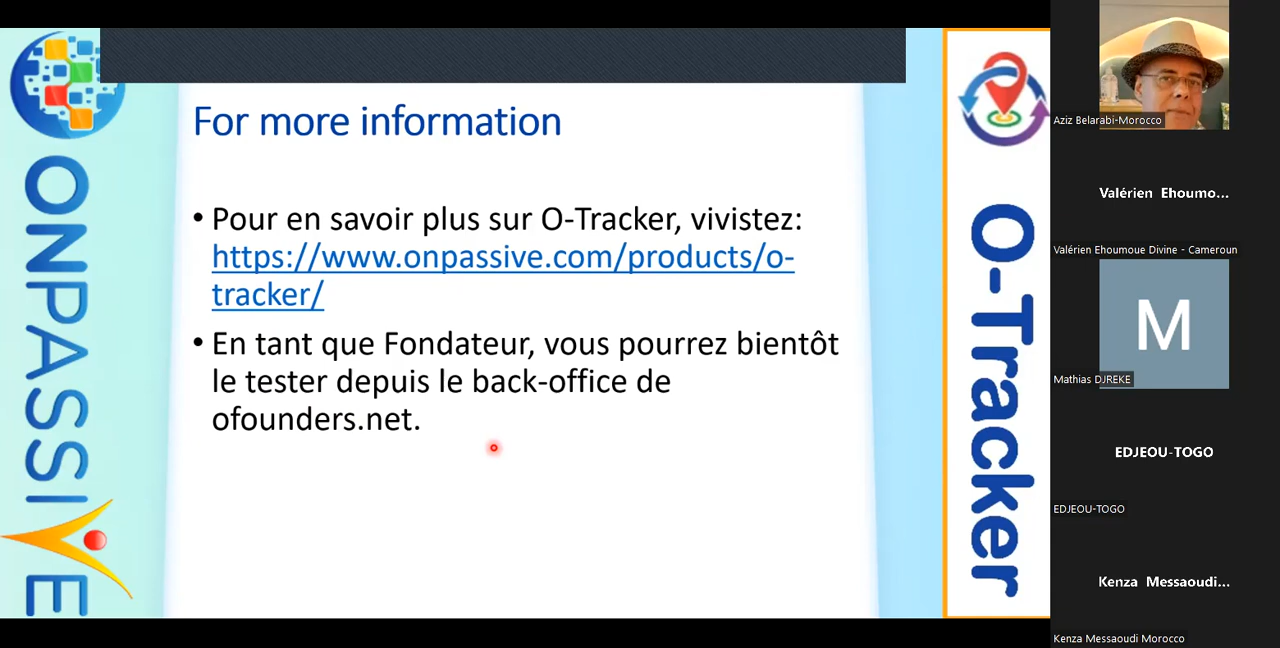 ONPASSIVE
For more information
• Pour en savoir plus sur O-Tracker, vivistez:
https://www.onpassive.com/products/o-
tracker/
• En tant que Fondateur, vous pourrez bientôt
le tester depuis le back-office de
ofounders.net.
O-Tracker
Aziz Belarabi-Morocco
Valérien Ehoumo...
Valérien Ehoumoue Divine - Cameroun
M
Mathias DJREKE
EDJEOU-TOGO
EDJEOU-TOGO
Kenza Messaoudi...
Kenza Messaoudi Morocco